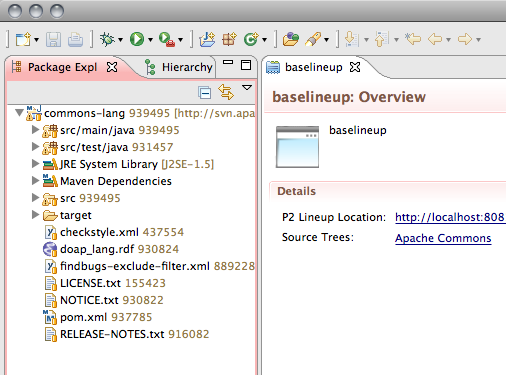 Package Expl
Hierarchy
baselineup
commons-lang 939495 [http://svn.apa
src/main/java 939495
src/test/java 931457
JRE System Library [J2SE-1.5]
Maven Dependencies
src 939495
target
checkstyle.xml 437554
doap_lang.rdf 930824
findbugs-exclude-filter.xml 889228
LICENSE.txt 155423
NOTICE.txt 930822
pom.xml 937785
RELEASE-NOTES.txt 916082
baselineup: Overview
baselineup
Details
P2 Lineup Location: http://localhost:808
Source Trees: Apache Commons